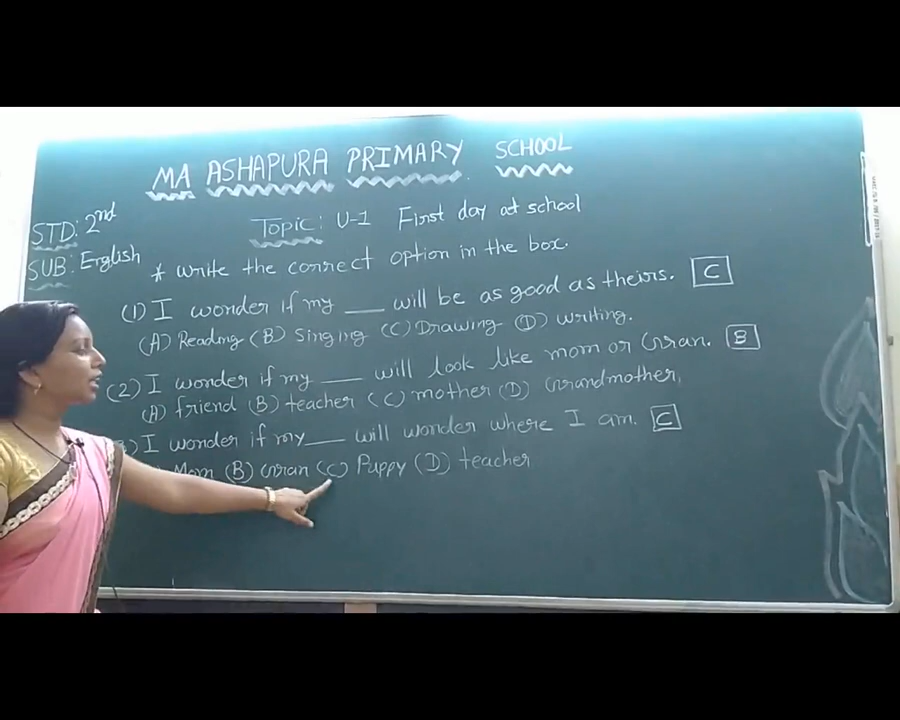 MA ASHAPURA PRIMARY SCHOOL
STD: 2nd
Topic: U-1 First day at school
SUB: English
* write the correct option in the box.
(1) I wonder if my ___ will be as good as theirs. C
(A) Reading (B) Singing (C) Drawing (D) writing.
(2) I wonder if my ___ will look like mom or Gran. B
(A) friend (B) teacher (C) mother (D) Grandmother.
) I wonder if my ___ will wonder where I am. C
Mom (B) Gran (C) Puppy (D) teacher